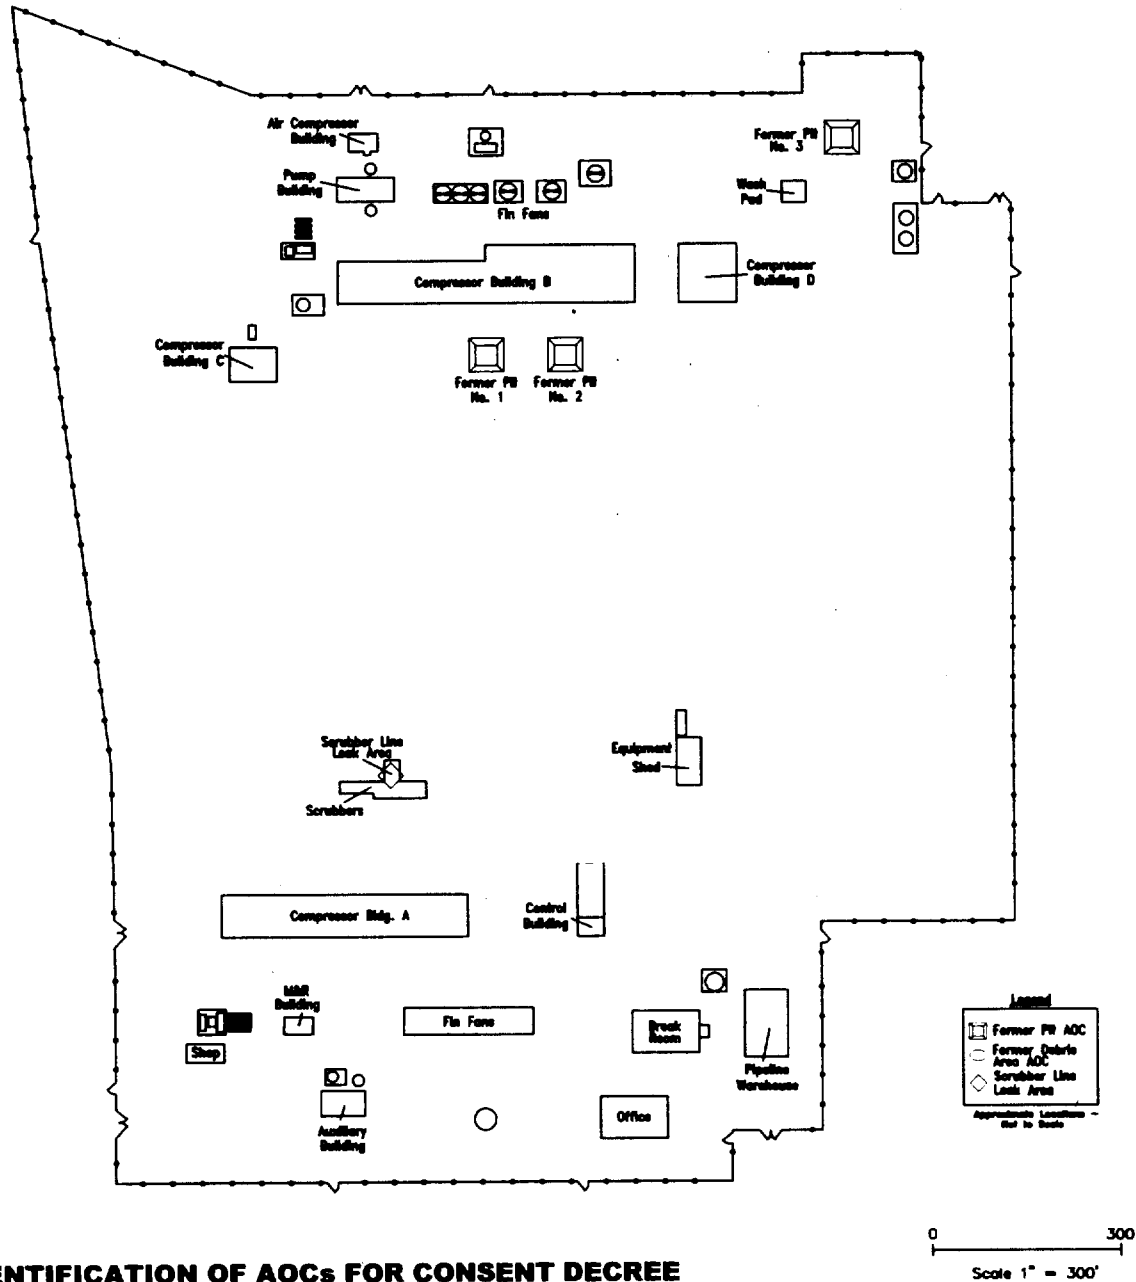 Air Compressor
Building
Former Pit
No. 3
Pump
Building
Wash
Pad
Fin Fans
Compressor Building B
Compressor
Building D
Compressor
Building C
Former Pit
No. 1
Former Pit
No. 2
Scrubber Line
Leak Area
Equipment
Shed
Scrubbers
Compressor Bldg. A
Control
Building
M&R
Building
Fin Fans
Break
Room
Shop
Pipeline
Warehouse
Auxiliary
Building
Office
Legend
Former Pit AOC
Former Debris
Area AOC
Scrubber Line
Leak Area
Approximate Locations -
Not to Scale
0 300
Scale 1" = 300'
ENTIFICATION OF AOCs FOR CONSENT DECREE